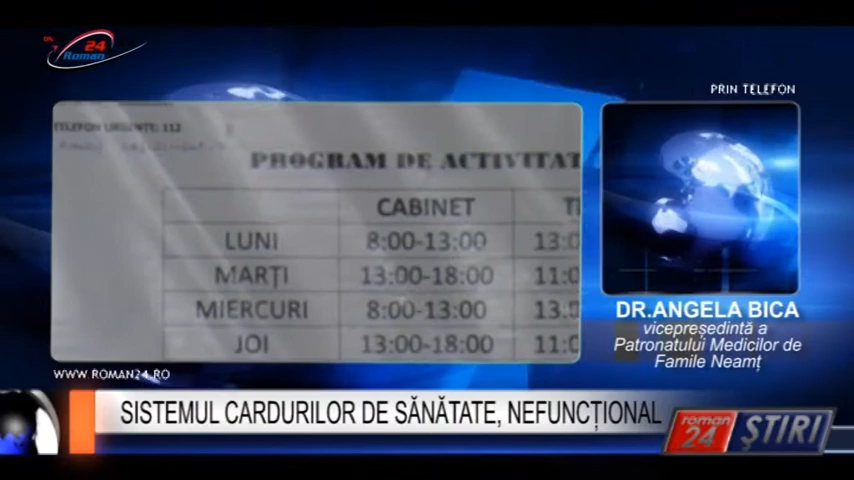 24
Roman
PRIN TELEFON
TELEFON URGENȚE: 112
PROGRAM DE ACTIVITAT
CABINET
LUNI 8:00-13:00 13:0
MARȚI 13:00-18:00 11:0
MIERCURI 8:00-13:00 13.0
JOI 13:00-18:00 11:0
DR.ANGELA BICA
vicepreședintă a
Patronatului Medicilor de
Famile Neamț
WWW.ROMAN24.RO
SISTEMUL CARDURILOR DE SĂNĂTATE, NEFUNCȚIONAL
roman
24
ȘTIRI